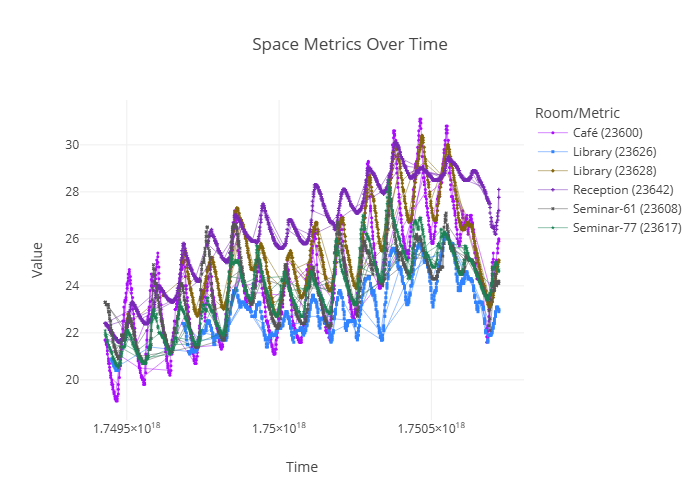 Space Metrics Over Time
Value
30
28
26
24
22
20
1.7495×10¹⁸
1.75×10¹⁸
1.7505×10¹⁸
Time
Room/Metric
Café (23600)
Library (23626)
Library (23628)
Reception (23642)
Seminar-61 (23608)
Seminar-77 (23617)